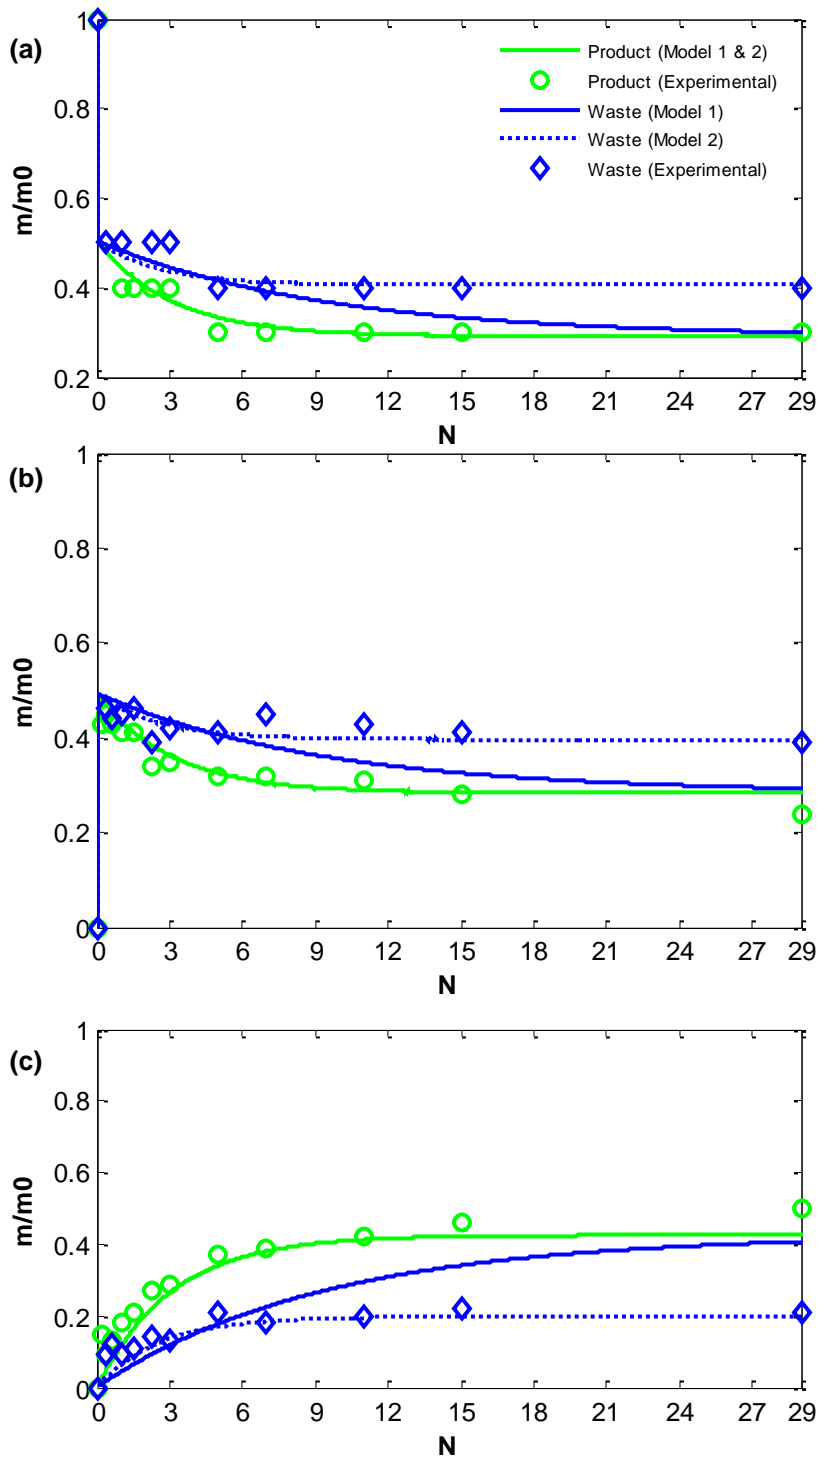 (a)
1
0.8
0.6
0.4
0.2
m/m0
Product (Model 1 & 2)
Product (Experimental)
Waste (Model 1)
Waste (Model 2)
Waste (Experimental)
0 3 6 9 12 15 18 21 24 27 29
N
(b)
1
0.8
0.6
0.4
0.2
0
m/m0
0 3 6 9 12 15 18 21 24 27 29
N
(c)
1
0.8
0.6
0.4
0.2
0
m/m0
0 3 6 9 12 15 18 21 24 27 29
N